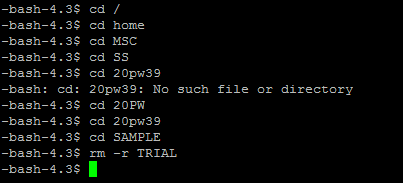 -bash-4.3$ cd /
-bash-4.3$ cd home
-bash-4.3$ cd MSC
-bash-4.3$ cd SS
-bash-4.3$ cd 20pw39
-bash: cd: 20pw39: No such file or directory
-bash-4.3$ cd 20PW
-bash-4.3$ cd 20pw39
-bash-4.3$ cd SAMPLE
-bash-4.3$ rm -r TRIAL
-bash-4.3$